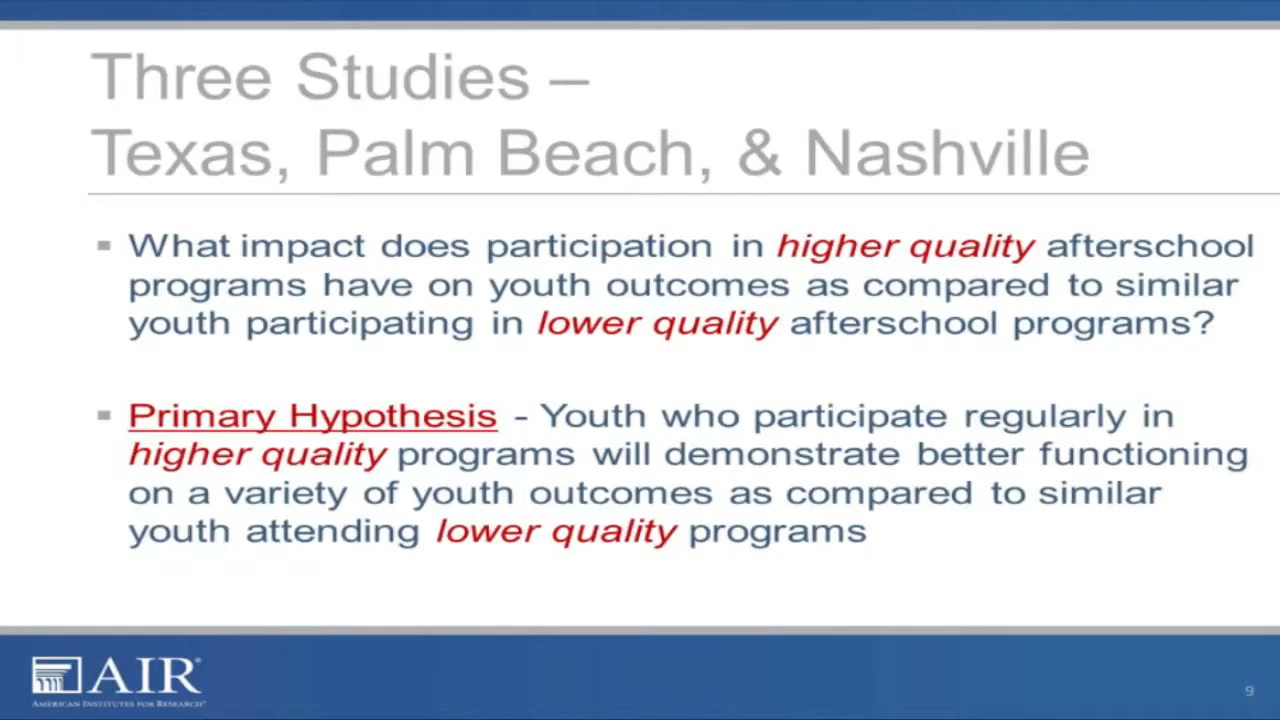 Three Studies –
Texas, Palm Beach, & Nashville
What impact does participation in higher quality afterschool
programs have on youth outcomes as compared to similar
youth participating in lower quality afterschool programs?
Primary Hypothesis - Youth who participate regularly in
higher quality programs will demonstrate better functioning
on a variety of youth outcomes as compared to similar
youth attending lower quality programs
AIR®
AMERICAN INSTITUTES FOR RESEARCH®
9